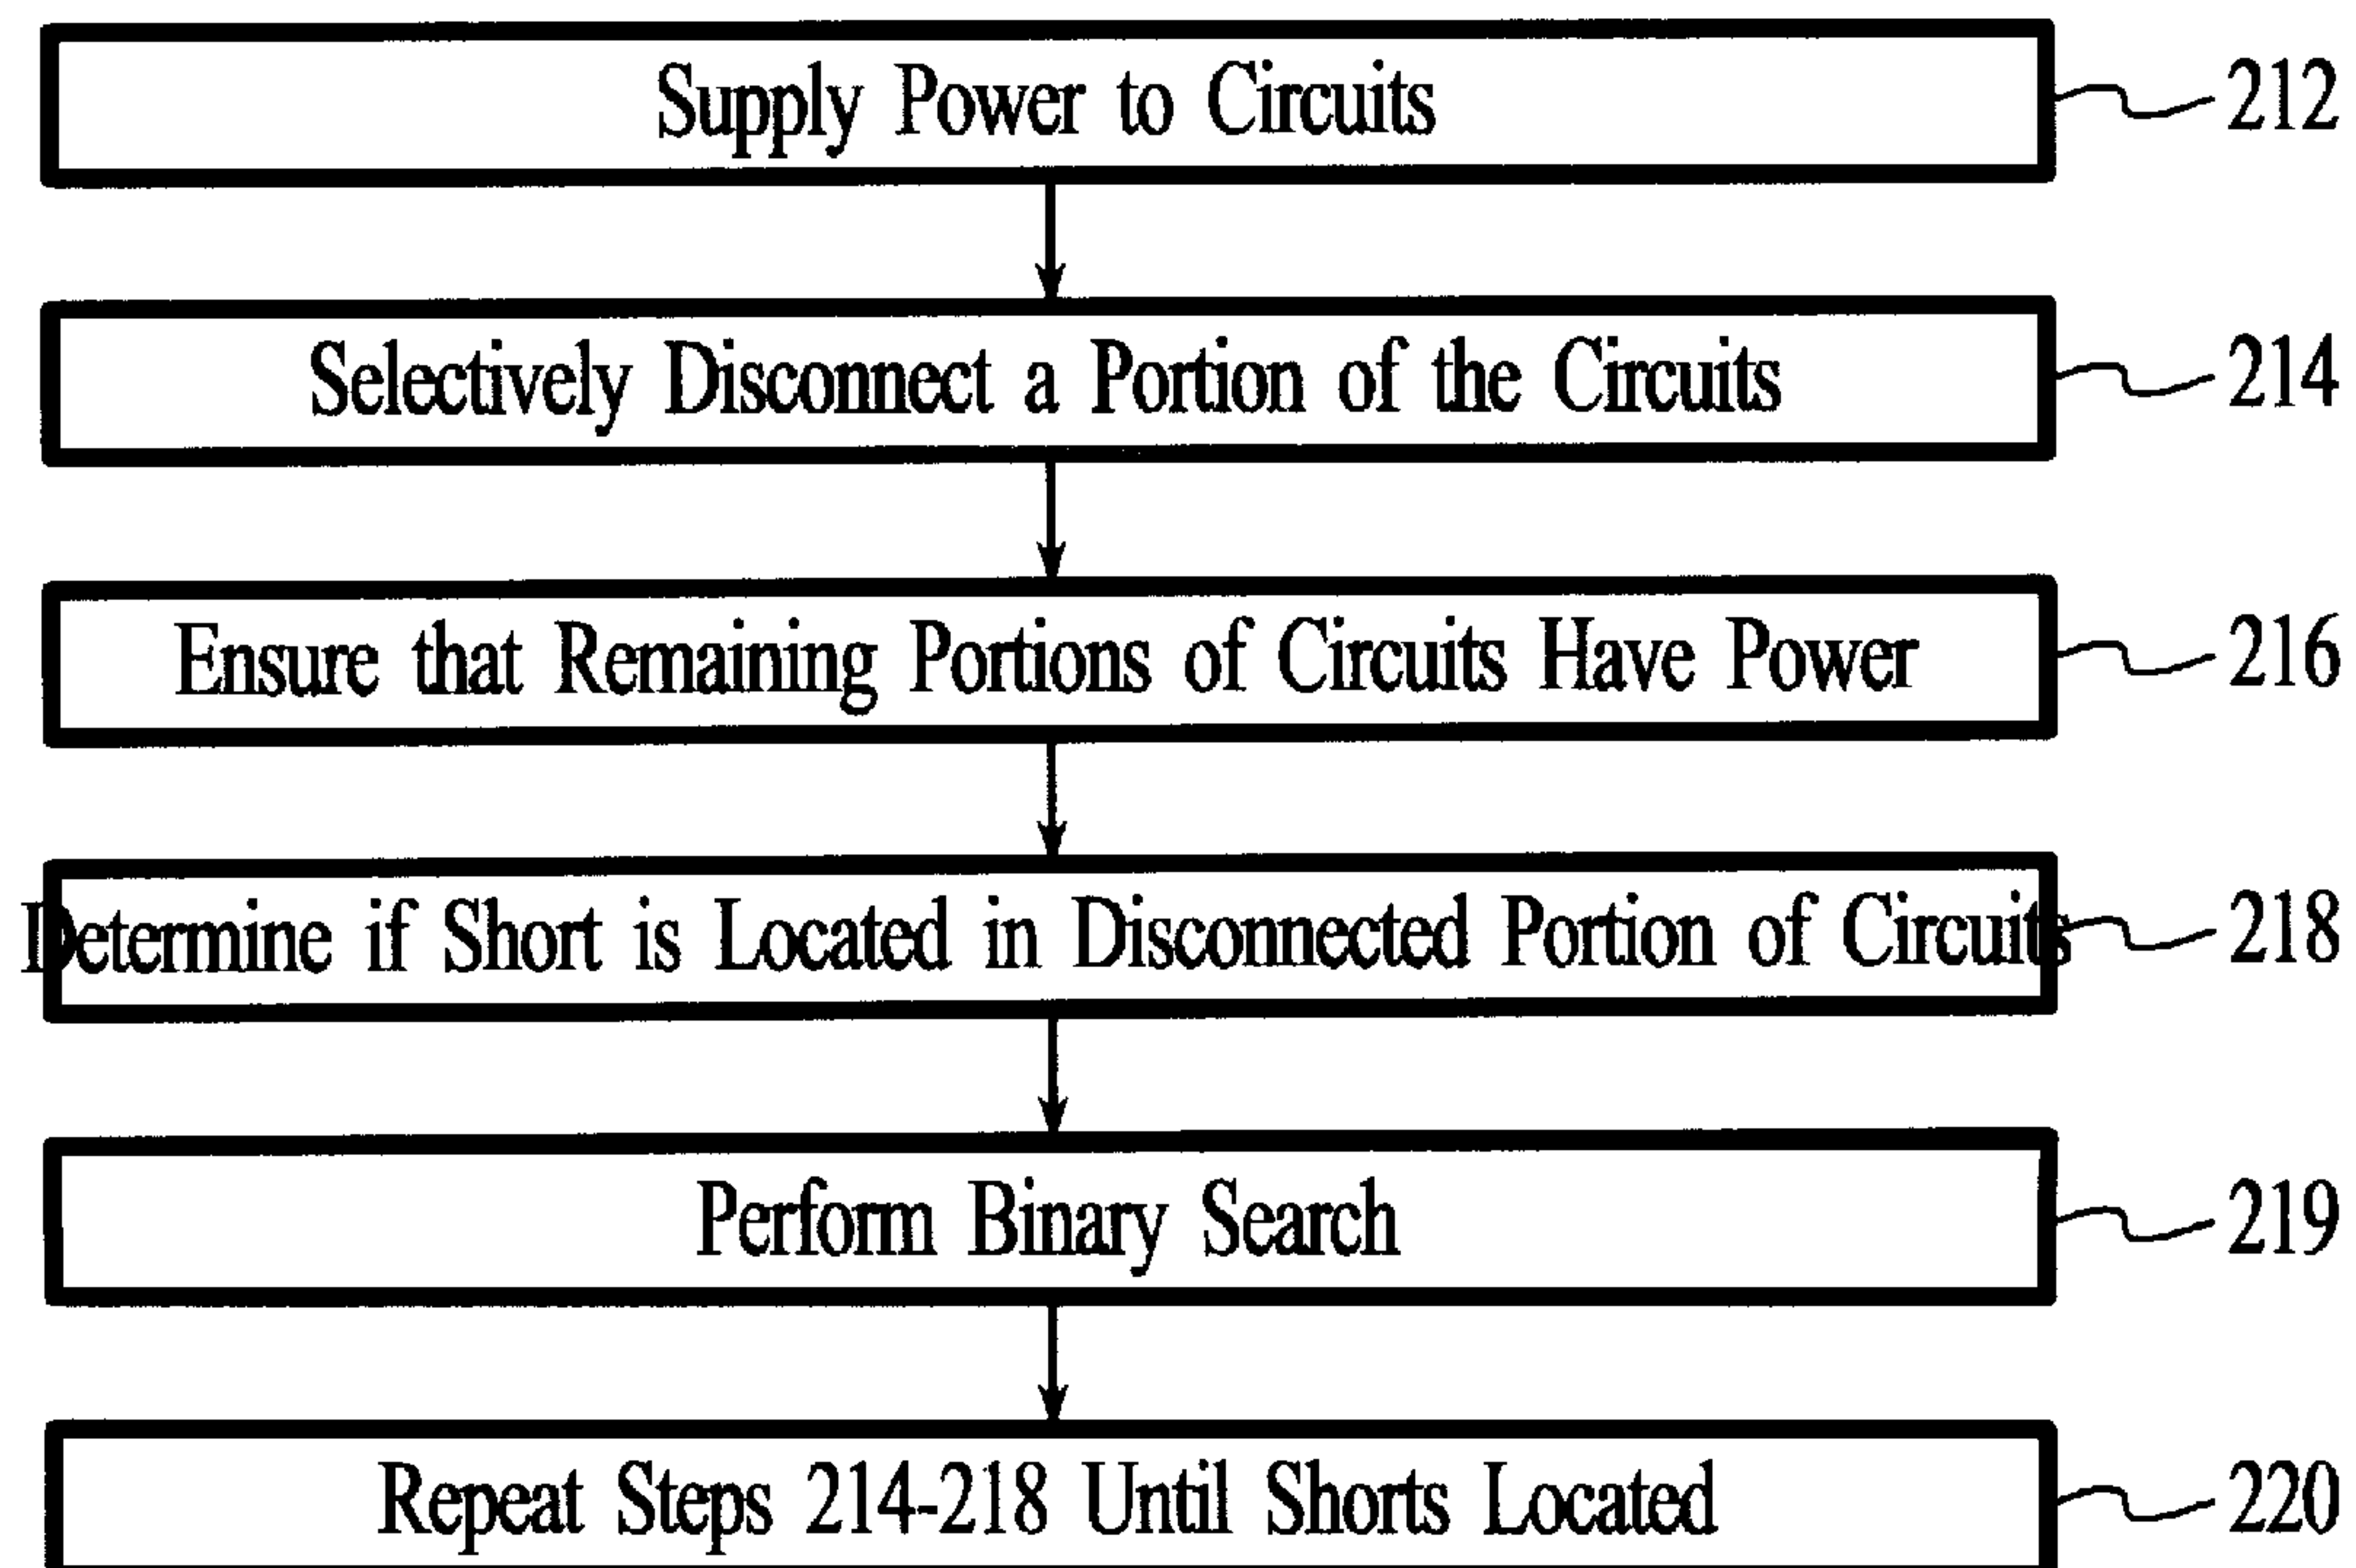 Supply Power to Circuits 212
Selectively Disconnect a Portion of the Circuits 214
Ensure that Remaining Portions of Circuits Have Power 216
Determine if Short is Located in Disconnected Portion of Circuits 218
Perform Binary Search 219
Repeat Steps 214-218 Until Shorts Located 220